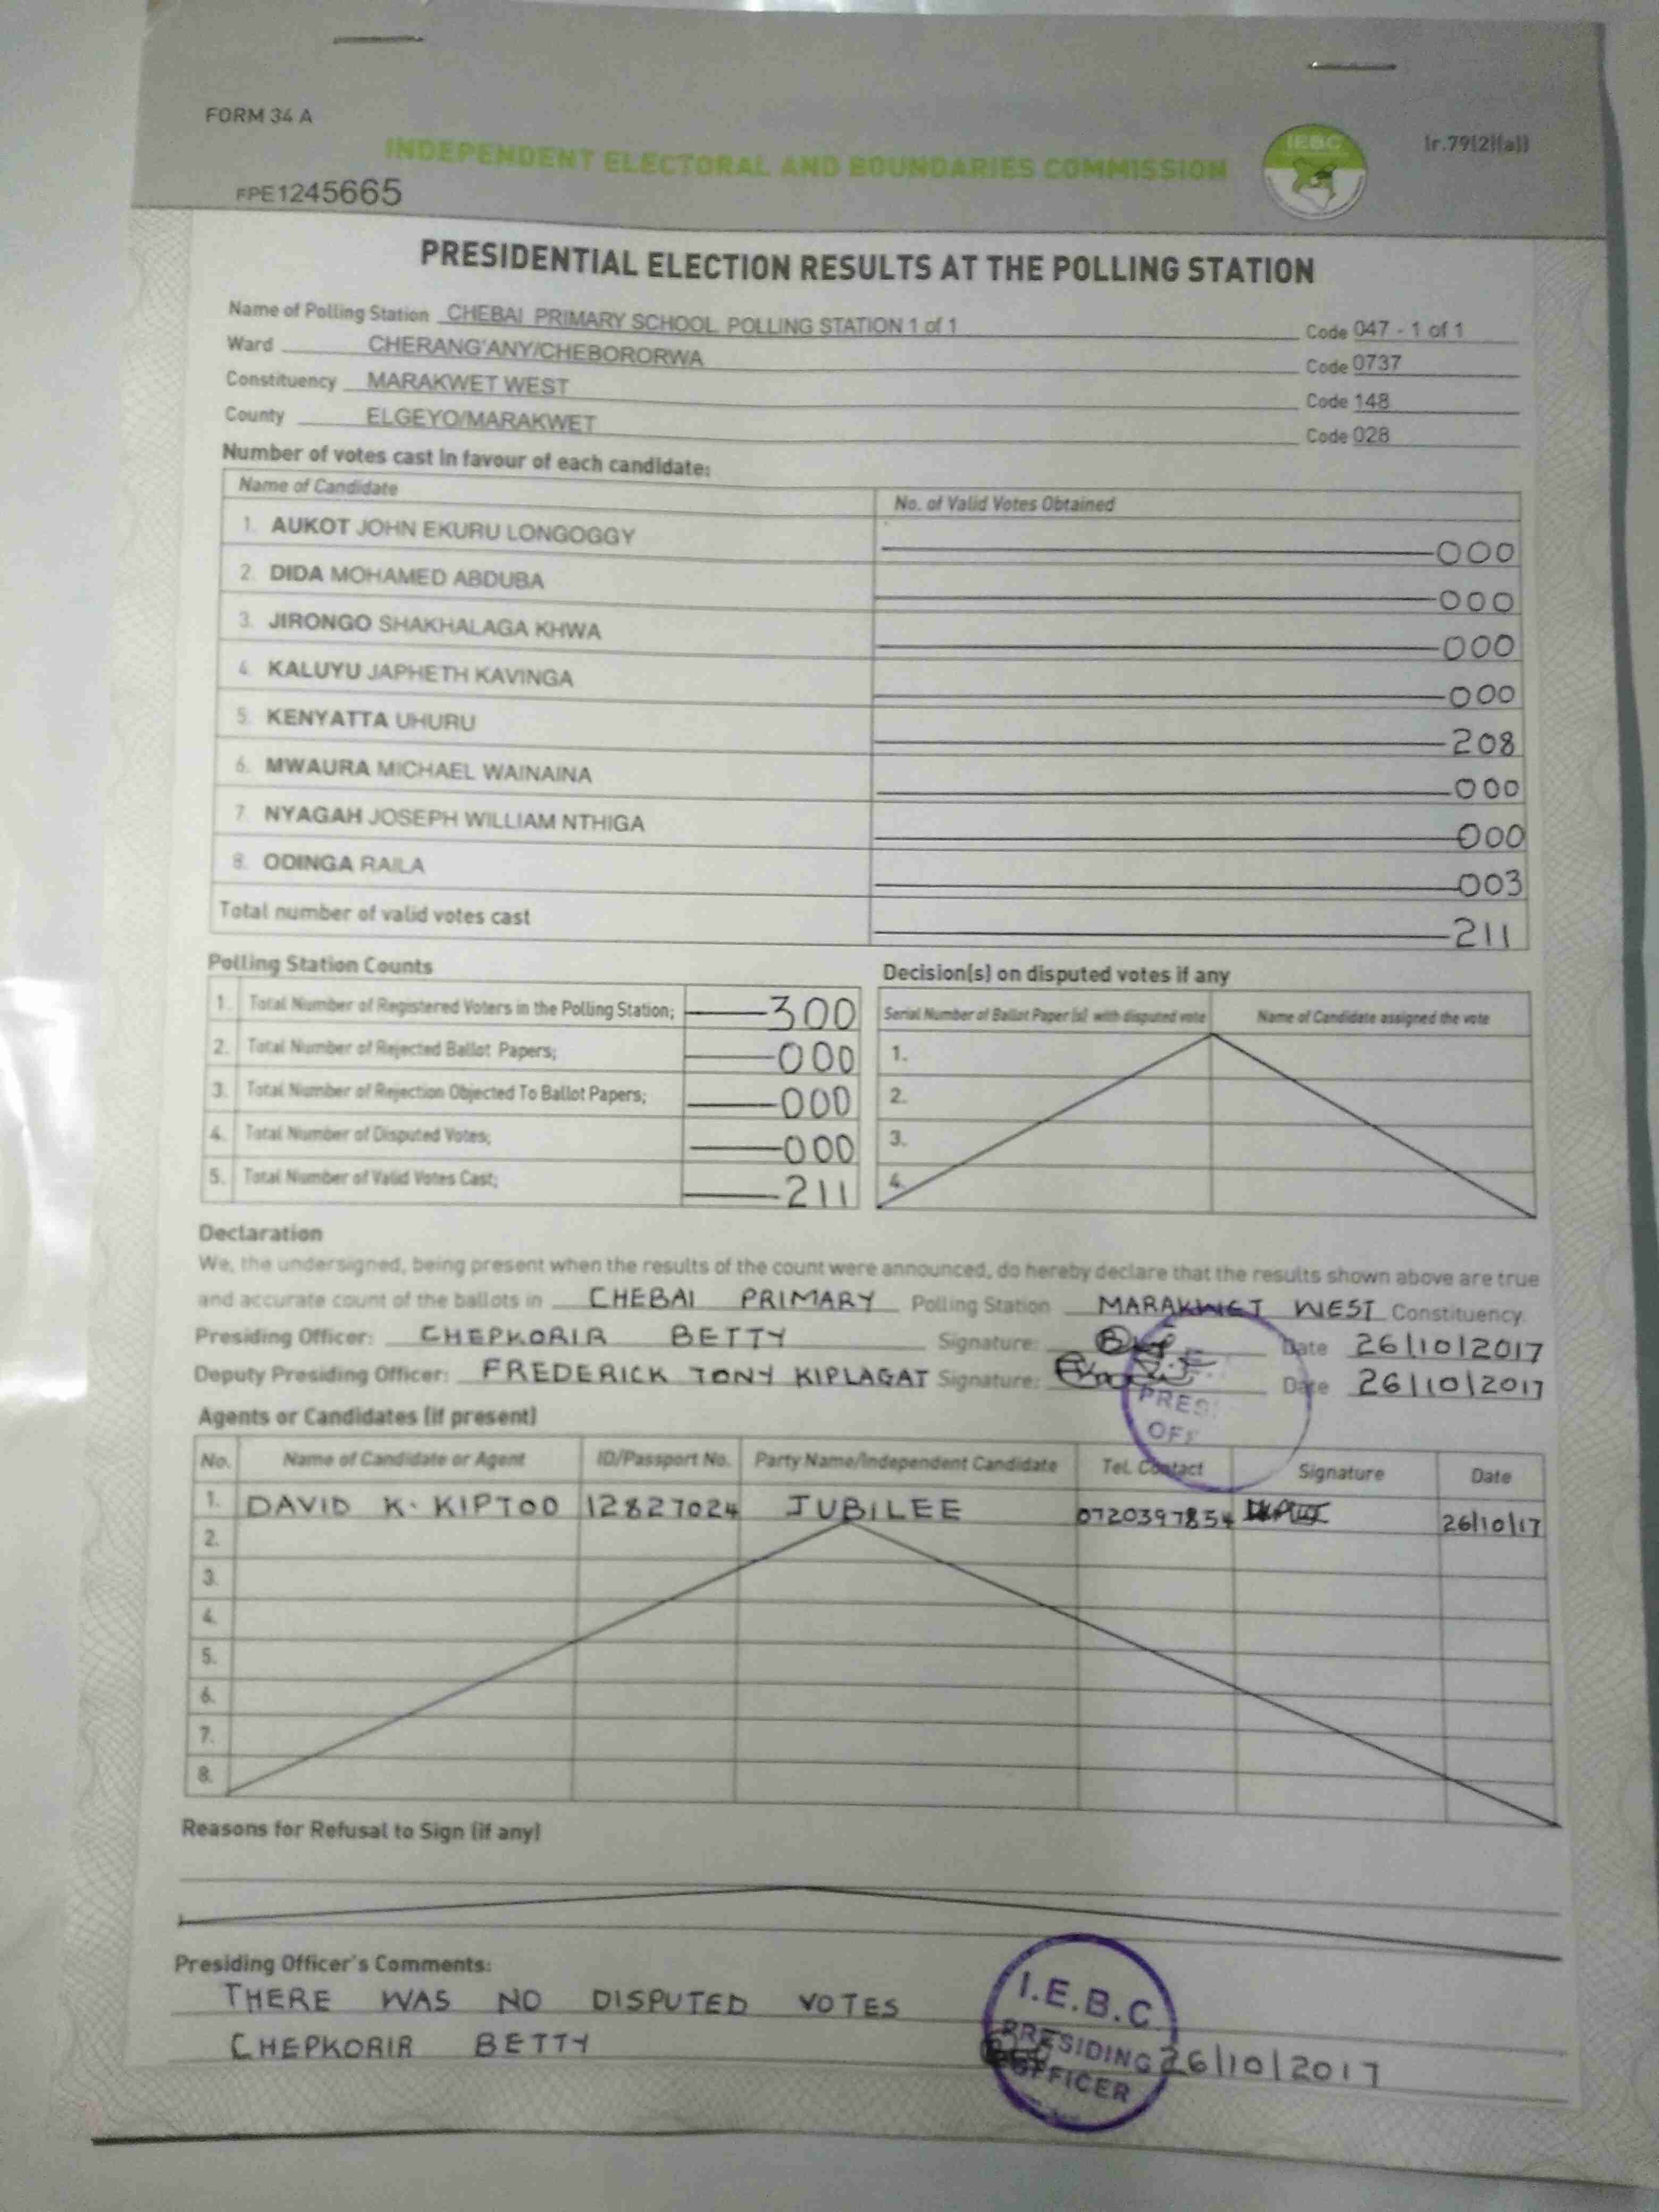 FORM 34 A
INDEPENDENT ELECTORAL AND BOUNDARIES COMMISSION
IEBC
(r.79(2)(a))
FPE1245665
PRESIDENTIAL ELECTION RESULTS AT THE POLLING STATION
Name of Polling Station CHEBAI PRIMARY SCHOOL POLLING STATION 1 of 1 Code 047 - 1 of 1
Ward CHERANG'ANY/CHEBORORWA Code 0737
Constituency MARAKWET WEST Code 148
County ELGEYO/MARAKWET Code 028
Number of votes cast in favour of each candidate:
Name of Candidate No. of Valid Votes Obtained
1. AUKOT JOHN EKURU LONGOGGY 000
2. DIDA MOHAMED ABDUBA 000
3. JIRONGO SHAKHALAGA KHWA 000
4. KALUYU JAPHETH KAVINGA 000
5. KENYATTA UHURU 208
6. MWAURA MICHAEL WAINAINA 000
7. NYAGAH JOSEPH WILLIAM NTHIGA 000
8. ODINGA RAILA 003
Total number of valid votes cast 211
Polling Station Counts
1. Total Number of Registered Voters in the Polling Station; 300
2. Total Number of Rejected Ballot Papers; 000
3. Total Number of Rejection Objected To Ballot Papers; 000
4. Total Number of Disputed Votes; 000
5. Total Number of Valid Votes Cast; 211
Decision(s) on disputed votes if any
Serial Number of Ballot Paper (s) with disputed vote Name of Candidate assigned the vote
1.
2.
3.
4.
Declaration
We, the undersigned, being present when the results of the count were announced, do hereby declare that the results shown above are true
and accurate count of the ballots in CHEBAI PRIMARY Polling Station MARAKWET WEST Constituency.
Presiding Officer: CHEPKORIR BETTY Signature: Date 26/10/2017
Deputy Presiding Officer: FREDERICK TONY KIPLAGAT Signature: Date 26/10/2017
Agents or Candidates (if present)
No. Name of Candidate or Agent ID/Passport No. Party Name/Independent Candidate Tel. Contact Signature Date
1. DAVID K. KIPTOO 12827024 JUBILEE 0720397854 26/10/17
2.
3.
4.
5.
6.
7.
8.
Reasons for Refusal to Sign (if any)
Presiding Officer's Comments:
THERE WAS NO DISPUTED VOTES
CHEPKORIR BETTY 26/10/2017
I.E.B.C
PRESIDING
OFFICER